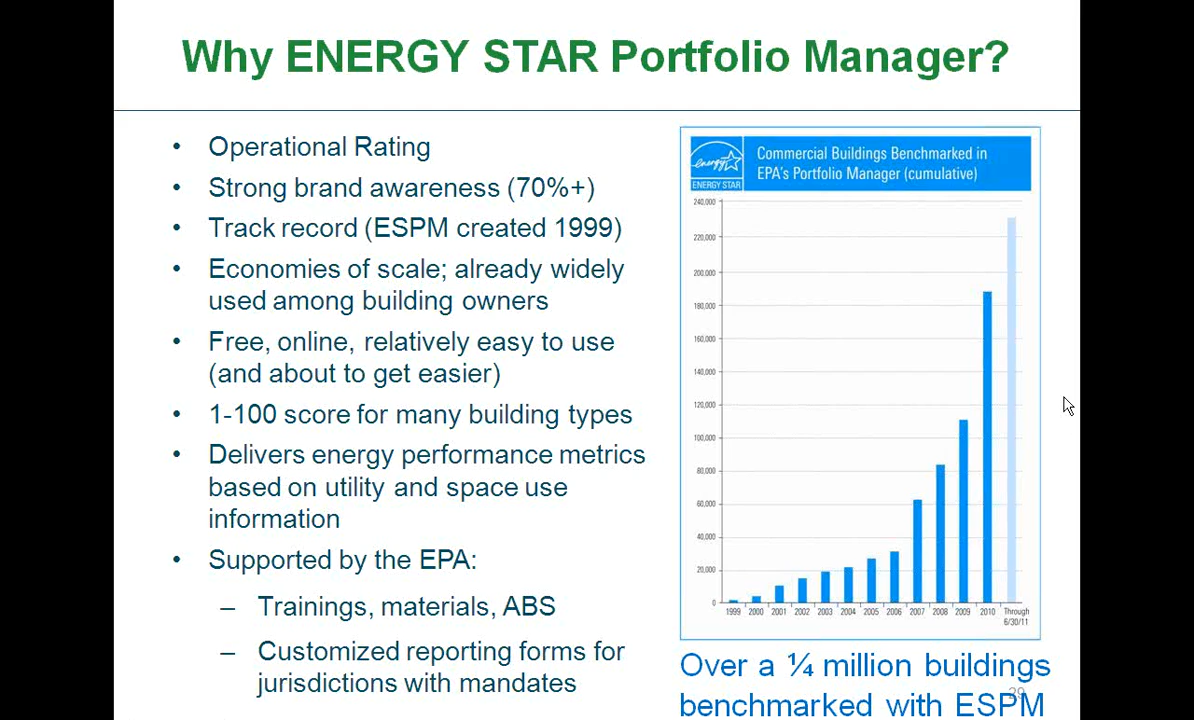 Why ENERGY STAR Portfolio Manager?
• Operational Rating
• Strong brand awareness (70%+)
• Track record (ESPM created 1999)
• Economies of scale; already widely
used among building owners
• Free, online, relatively easy to use
(and about to get easier)
• 1-100 score for many building types
• Delivers energy performance metrics
based on utility and space use
information
• Supported by the EPA:
– Trainings, materials, ABS
– Customized reporting forms for
jurisdictions with mandates
energy
ENERGY STAR
Commercial Buildings Benchmarked in
EPA's Portfolio Manager (cumulative)
240,000
220,000
200,000
180,000
160,000
140,000
120,000
100,000
80,000
60,000
40,000
20,000
0
1999 2000 2001 2002 2003 2004 2005 2006 2007 2008 2009 2010 Through
6/30/11
Over a ¼ million buildings
benchmarked with ESPM
29